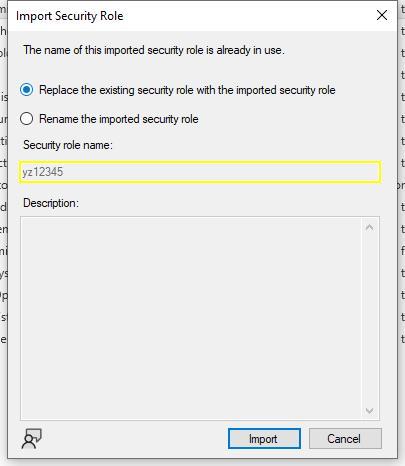 Import Security Role
The name of this imported security role is already in use.
Replace the existing security role with the imported security role
Rename the imported security role
Security role name:
yz12345
Description:
Import
Cancel